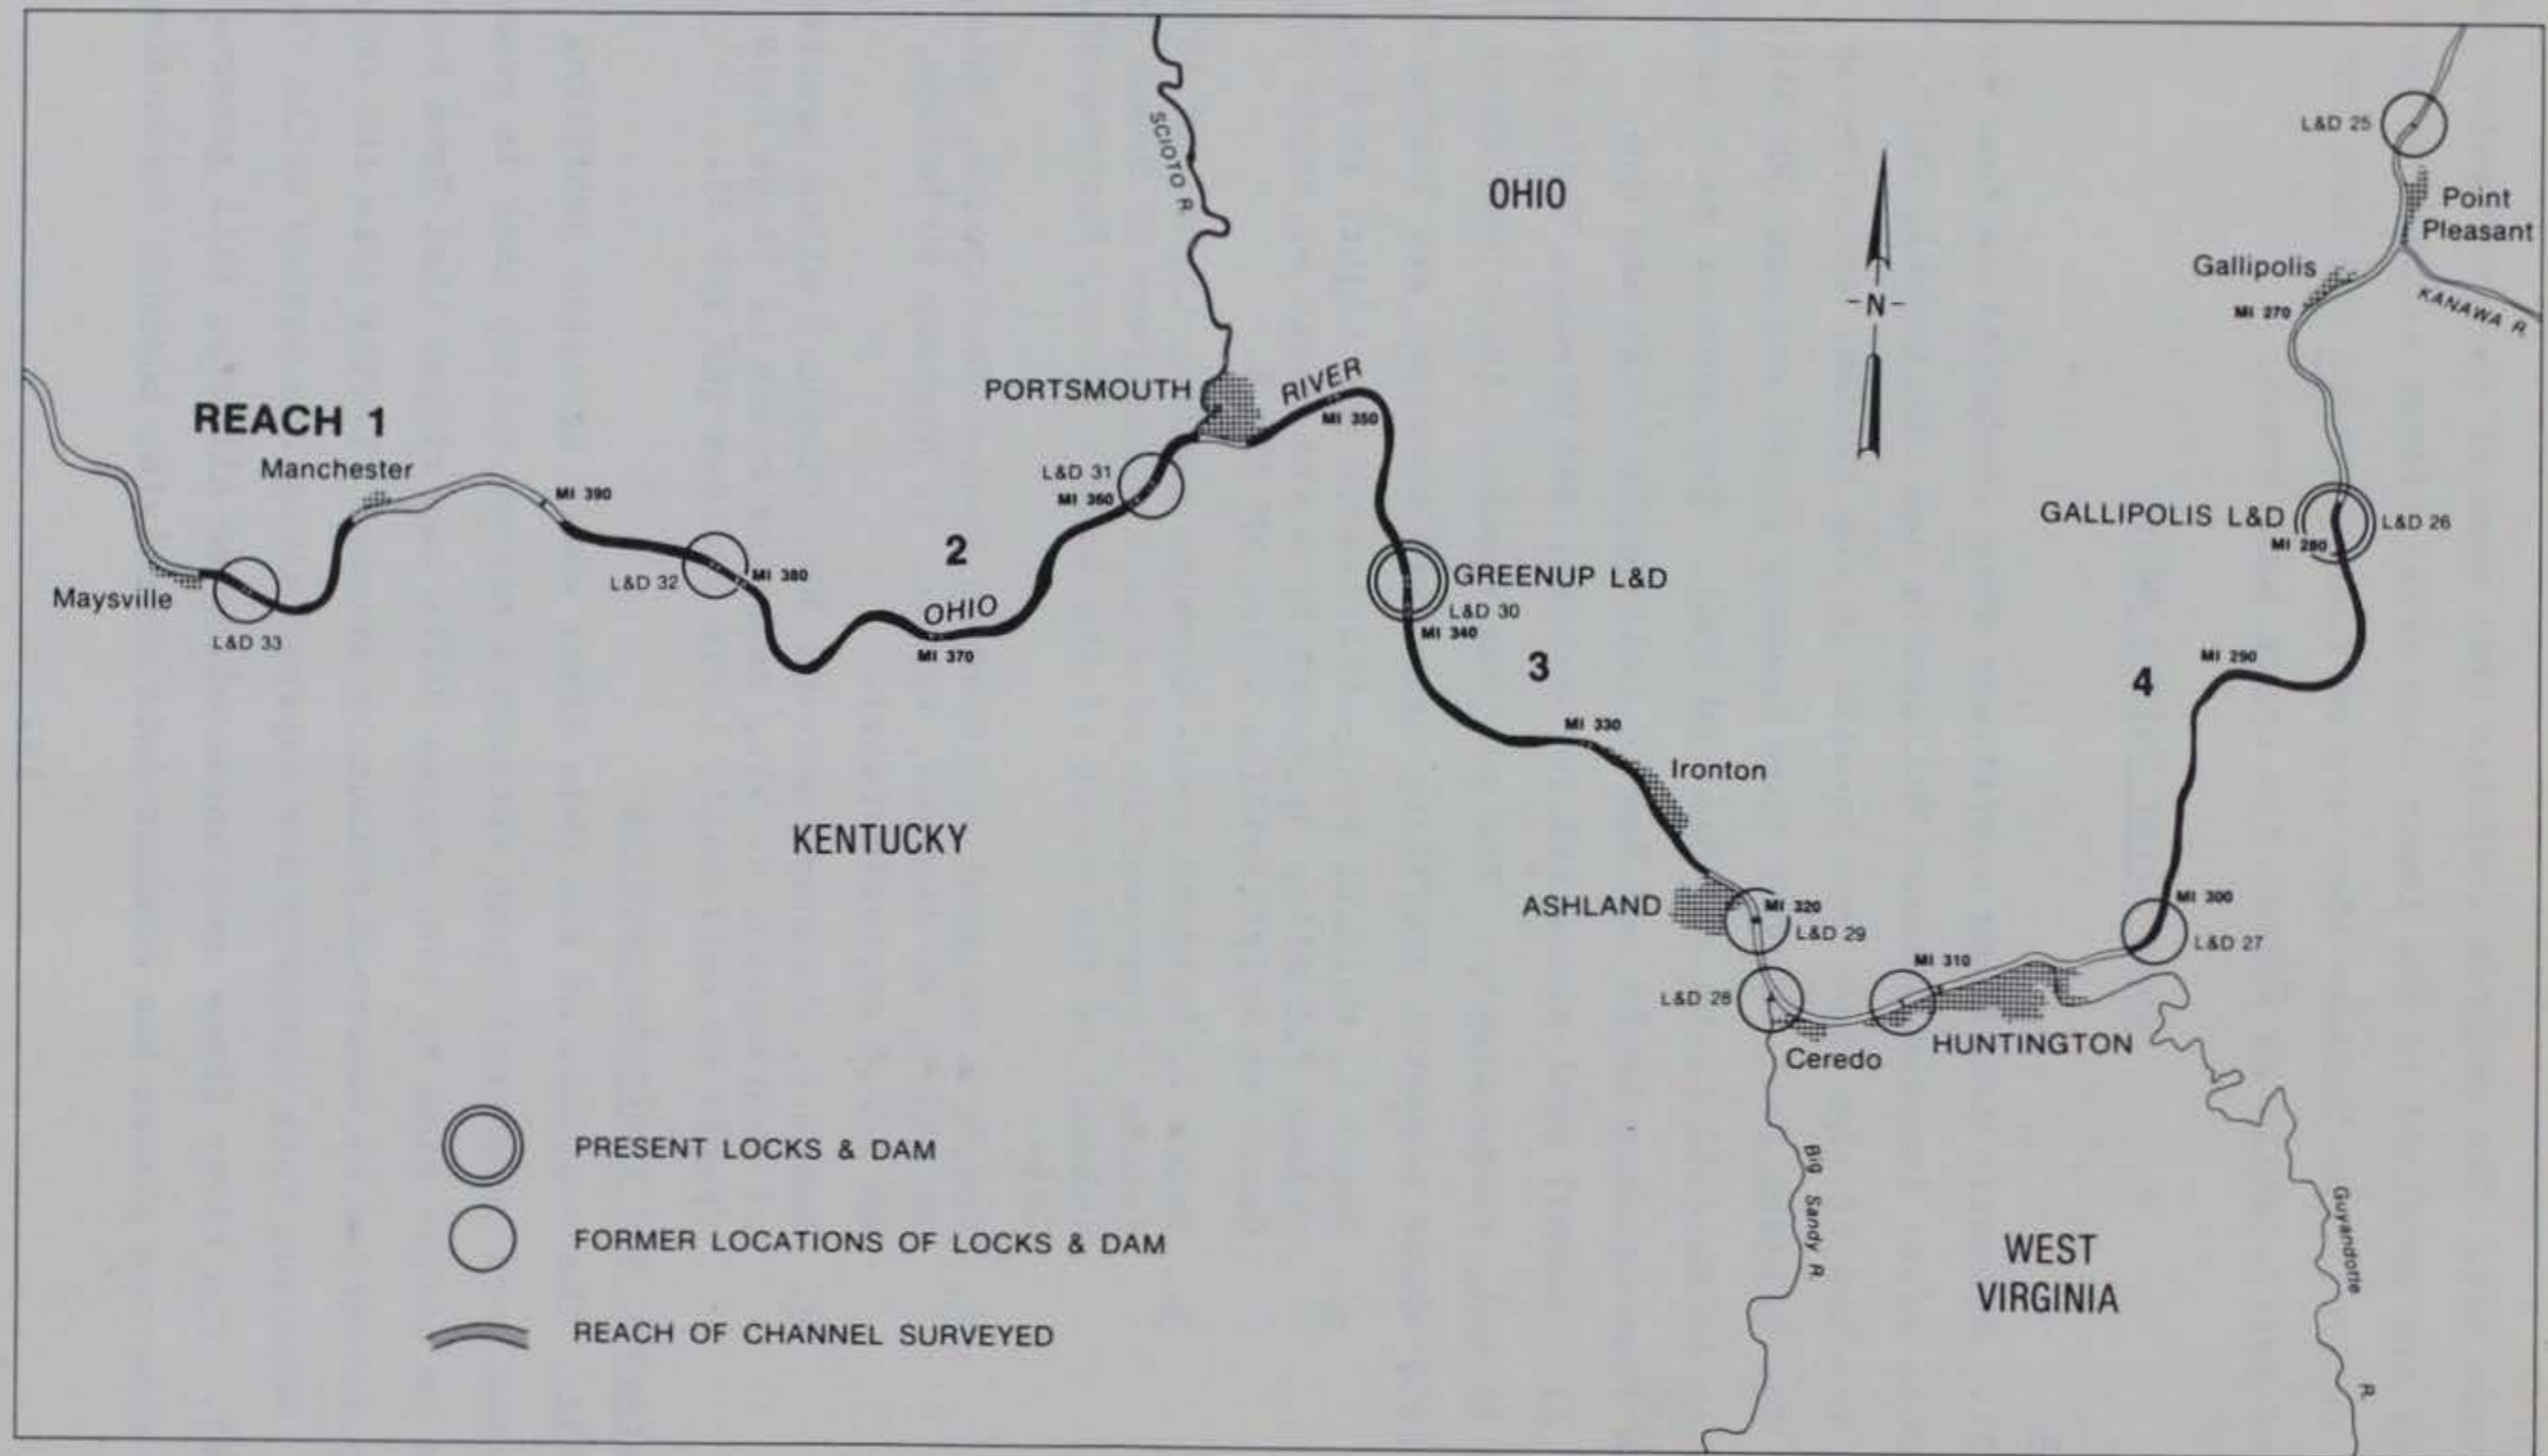 SCIOTO R.
OHIO
- N -
L&D 25
Point
Pleasant
Gallipolis
MI 270
KANAWA R.
REACH 1
Manchester
MI 390
PORTSMOUTH
RIVER
MI 350
L&D 31
MI 360
GALLIPOLIS L&D
L&D 26
MI 280
L&D 32
MI 380
2
GREENUP L&D
L&D 30
MI 340
Maysville
L&D 33
OHIO
MI 370
3
MI 290
4
MI 330
Ironton
KENTUCKY
ASHLAND
MI 320
L&D 29
MI 300
L&D 27
MI 310
L&D 28
HUNTINGTON
Ceredo
Big Sandy R.
Guyandotte R.
WEST
VIRGINIA
PRESENT LOCKS & DAM
FORMER LOCATIONS OF LOCKS & DAM
REACH OF CHANNEL SURVEYED